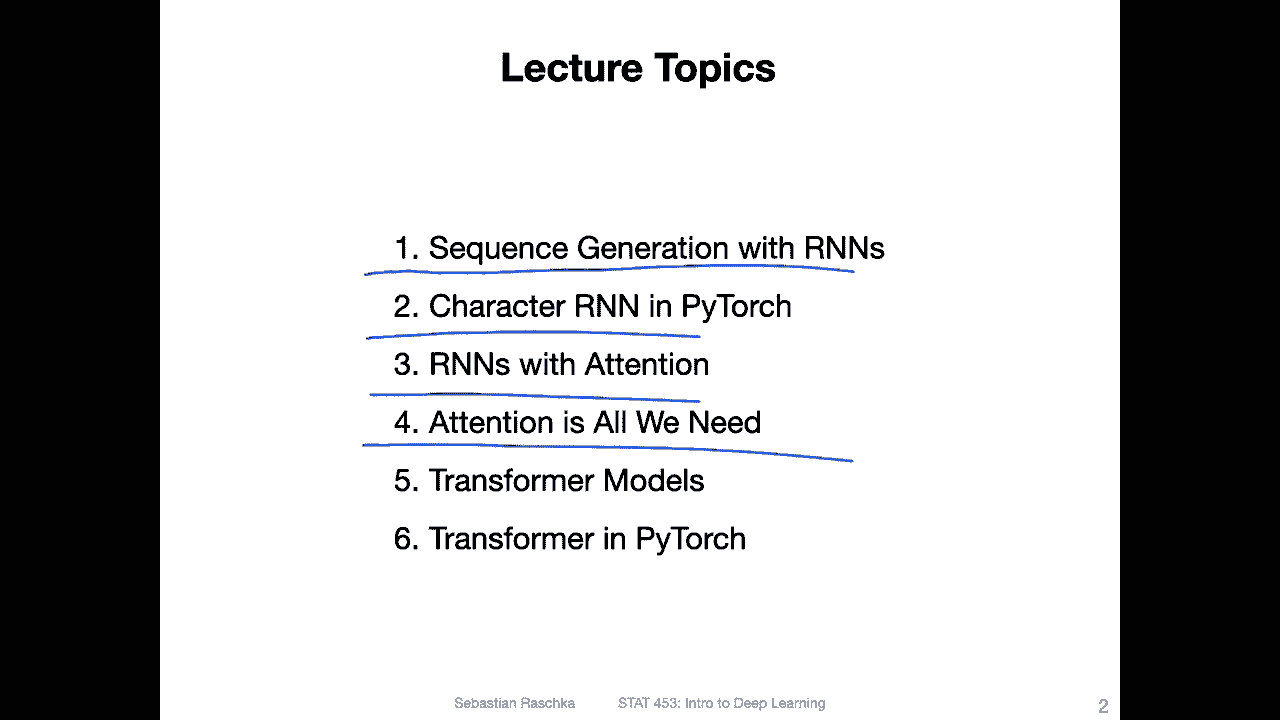 Lecture Topics
1. Sequence Generation with RNNs
2. Character RNN in PyTorch
3. RNNs with Attention
4. Attention is All We Need
5. Transformer Models
6. Transformer in PyTorch
Sebastian Raschka STAT 453: Intro to Deep Learning 2